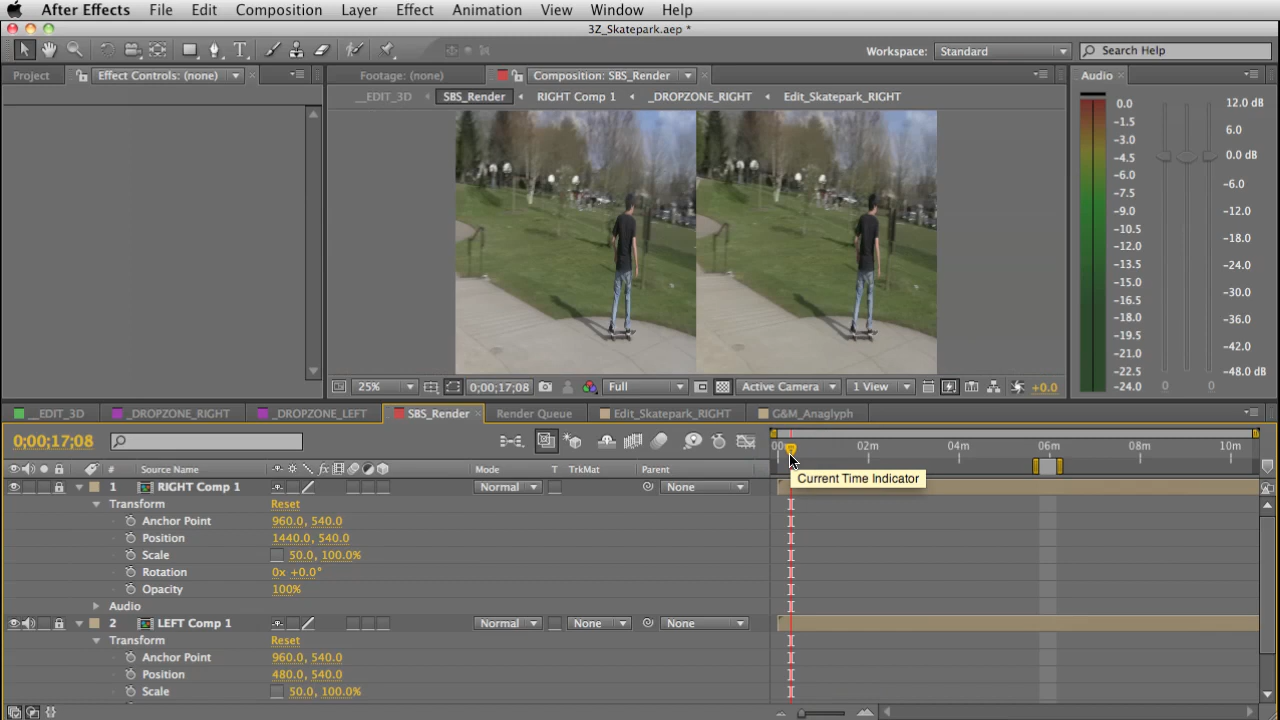 After Effects File Edit Composition Layer Effect Animation View Window Help
3Z_Skatepark.aep *
Workspace: Standard Search Help
Project Effect Controls: (none) Footage: (none) Composition: SBS_Render Audio
__EDIT_3D SBS_Render RIGHT Comp 1 _DROPZONE_RIGHT Edit_Skatepark_RIGHT
0.0 12.0 dB
-1.5
-3.0 6.0
-4.5
-6.0 0.0 dB
-7.5 -6.0
-9.0
-10.5 -12.0
-12.0 -18.0
-13.5
-15.0 -24.0
-16.5 -30.0
-18.0
-19.5 -36.0
-21.0
-22.5 -42.0
-24.0 -48.0 dB
0 0
25% 0;00;17;08 Full Active Camera 1 View +0.0
__EDIT_3D _DROPZONE_RIGHT _DROPZONE_LEFT SBS_Render Render Queue Edit_Skatepark_RIGHT G&M_Anaglyph
0;00;17;08 02m 04m 06m 08m 10m
# Source Name Mode T TrkMat Parent
1 RIGHT Comp 1 Normal None
Current Time Indicator
Transform Reset
Anchor Point 960.0, 540.0
Position 1440.0, 540.0
Scale 50.0, 100.0%
Rotation 0x +0.0°
Opacity 100%
Audio
2 LEFT Comp 1 Normal None None
Transform Reset
Anchor Point 960.0, 540.0
Position 480.0, 540.0
Scale 50.0, 100.0%